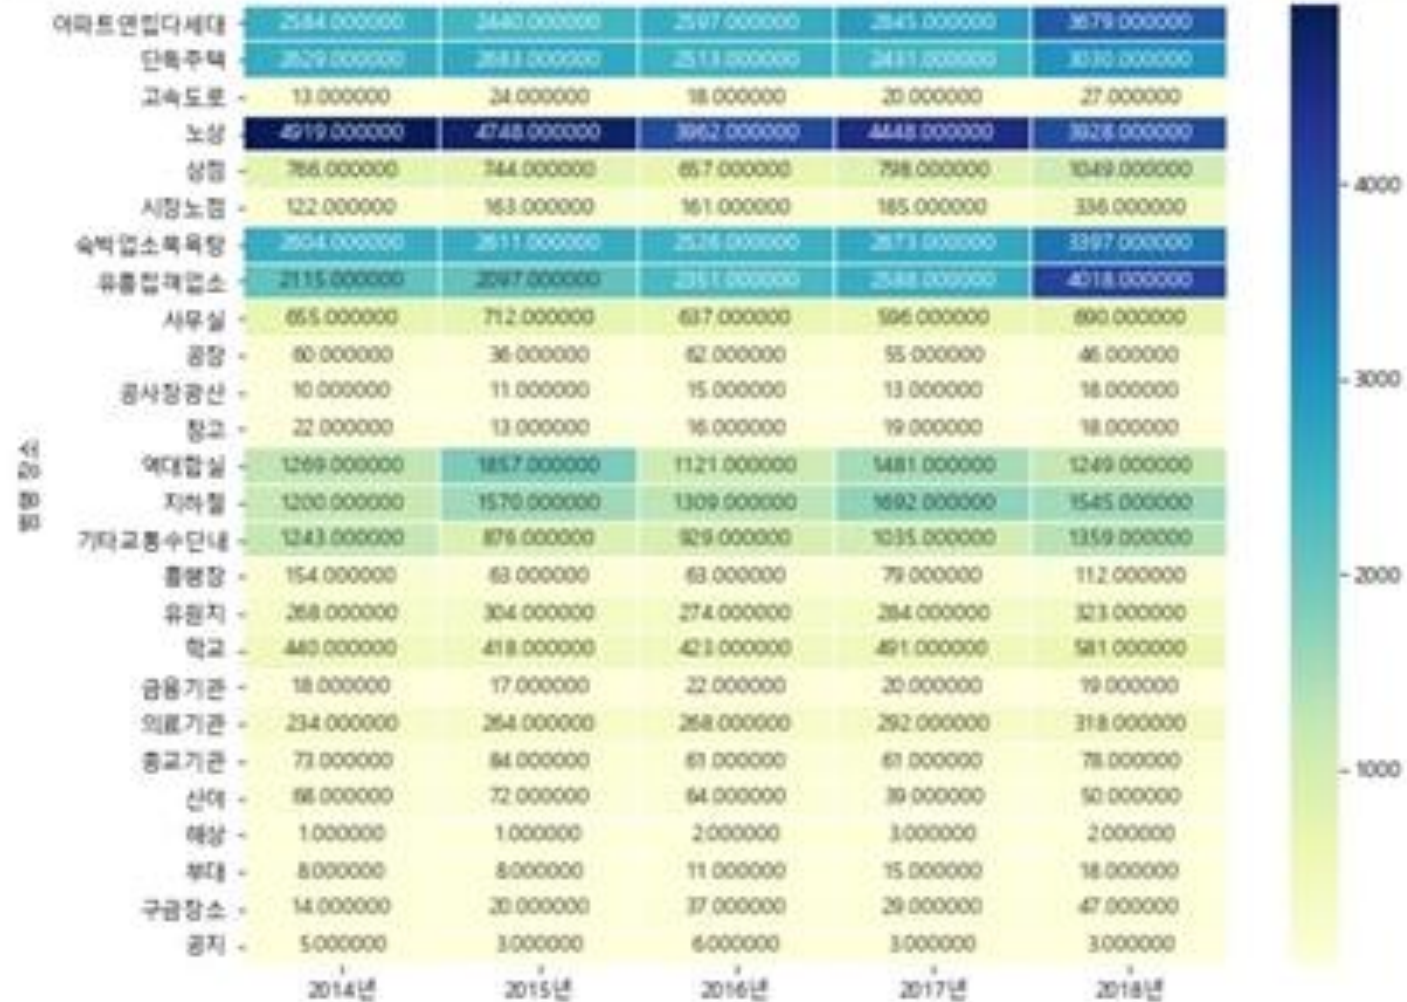 아파트연립다세대 2584.000000 2440.000000 2597.000000 2845.000000 3679.000000
단독주택 2629.000000 2683.000000 2513.000000 2431.000000 3030.000000
고속도로 13.000000 24.000000 18.000000 20.000000 27.000000
노상 4919.000000 4748.000000 3962.000000 4448.000000 3928.000000
상점 766.000000 744.000000 657.000000 798.000000 1049.000000
시장노점 122.000000 163.000000 161.000000 185.000000 336.000000
숙박업소목욕탕 2604.000000 2611.000000 2526.000000 2673.000000 3397.000000
유흥접객업소 2115.000000 2097.000000 2351.000000 2588.000000 4018.000000
사무실 655.000000 712.000000 637.000000 596.000000 690.000000
공장 60.000000 36.000000 62.000000 55.000000 46.000000
공사장광산 10.000000 11.000000 15.000000 13.000000 18.000000
창고 22.000000 13.000000 16.000000 19.000000 18.000000
역대합실 1269.000000 1857.000000 1121.000000 1481.000000 1249.000000
지하철 1200.000000 1570.000000 1309.000000 1692.000000 1545.000000
기타교통수단내 1243.000000 876.000000 929.000000 1035.000000 1359.000000
흥행장 154.000000 63.000000 63.000000 79.000000 112.000000
유원지 268.000000 304.000000 274.000000 284.000000 323.000000
학교 440.000000 418.000000 423.000000 491.000000 581.000000
금융기관 18.000000 17.000000 22.000000 20.000000 19.000000
의료기관 234.000000 264.000000 268.000000 292.000000 318.000000
종교기관 73.000000 84.000000 61.000000 61.000000 78.000000
산야 68.000000 72.000000 64.000000 39.000000 50.000000
해상 1.000000 1.000000 2.000000 3.000000 2.000000
부대 8.000000 8.000000 11.000000 15.000000 18.000000
구금장소 14.000000 20.000000 37.000000 29.000000 47.000000
공지 5.000000 3.000000 6.000000 3.000000 3.000000
2014년 2015년 2016년 2017년 2018년
4000
3000
2000
1000